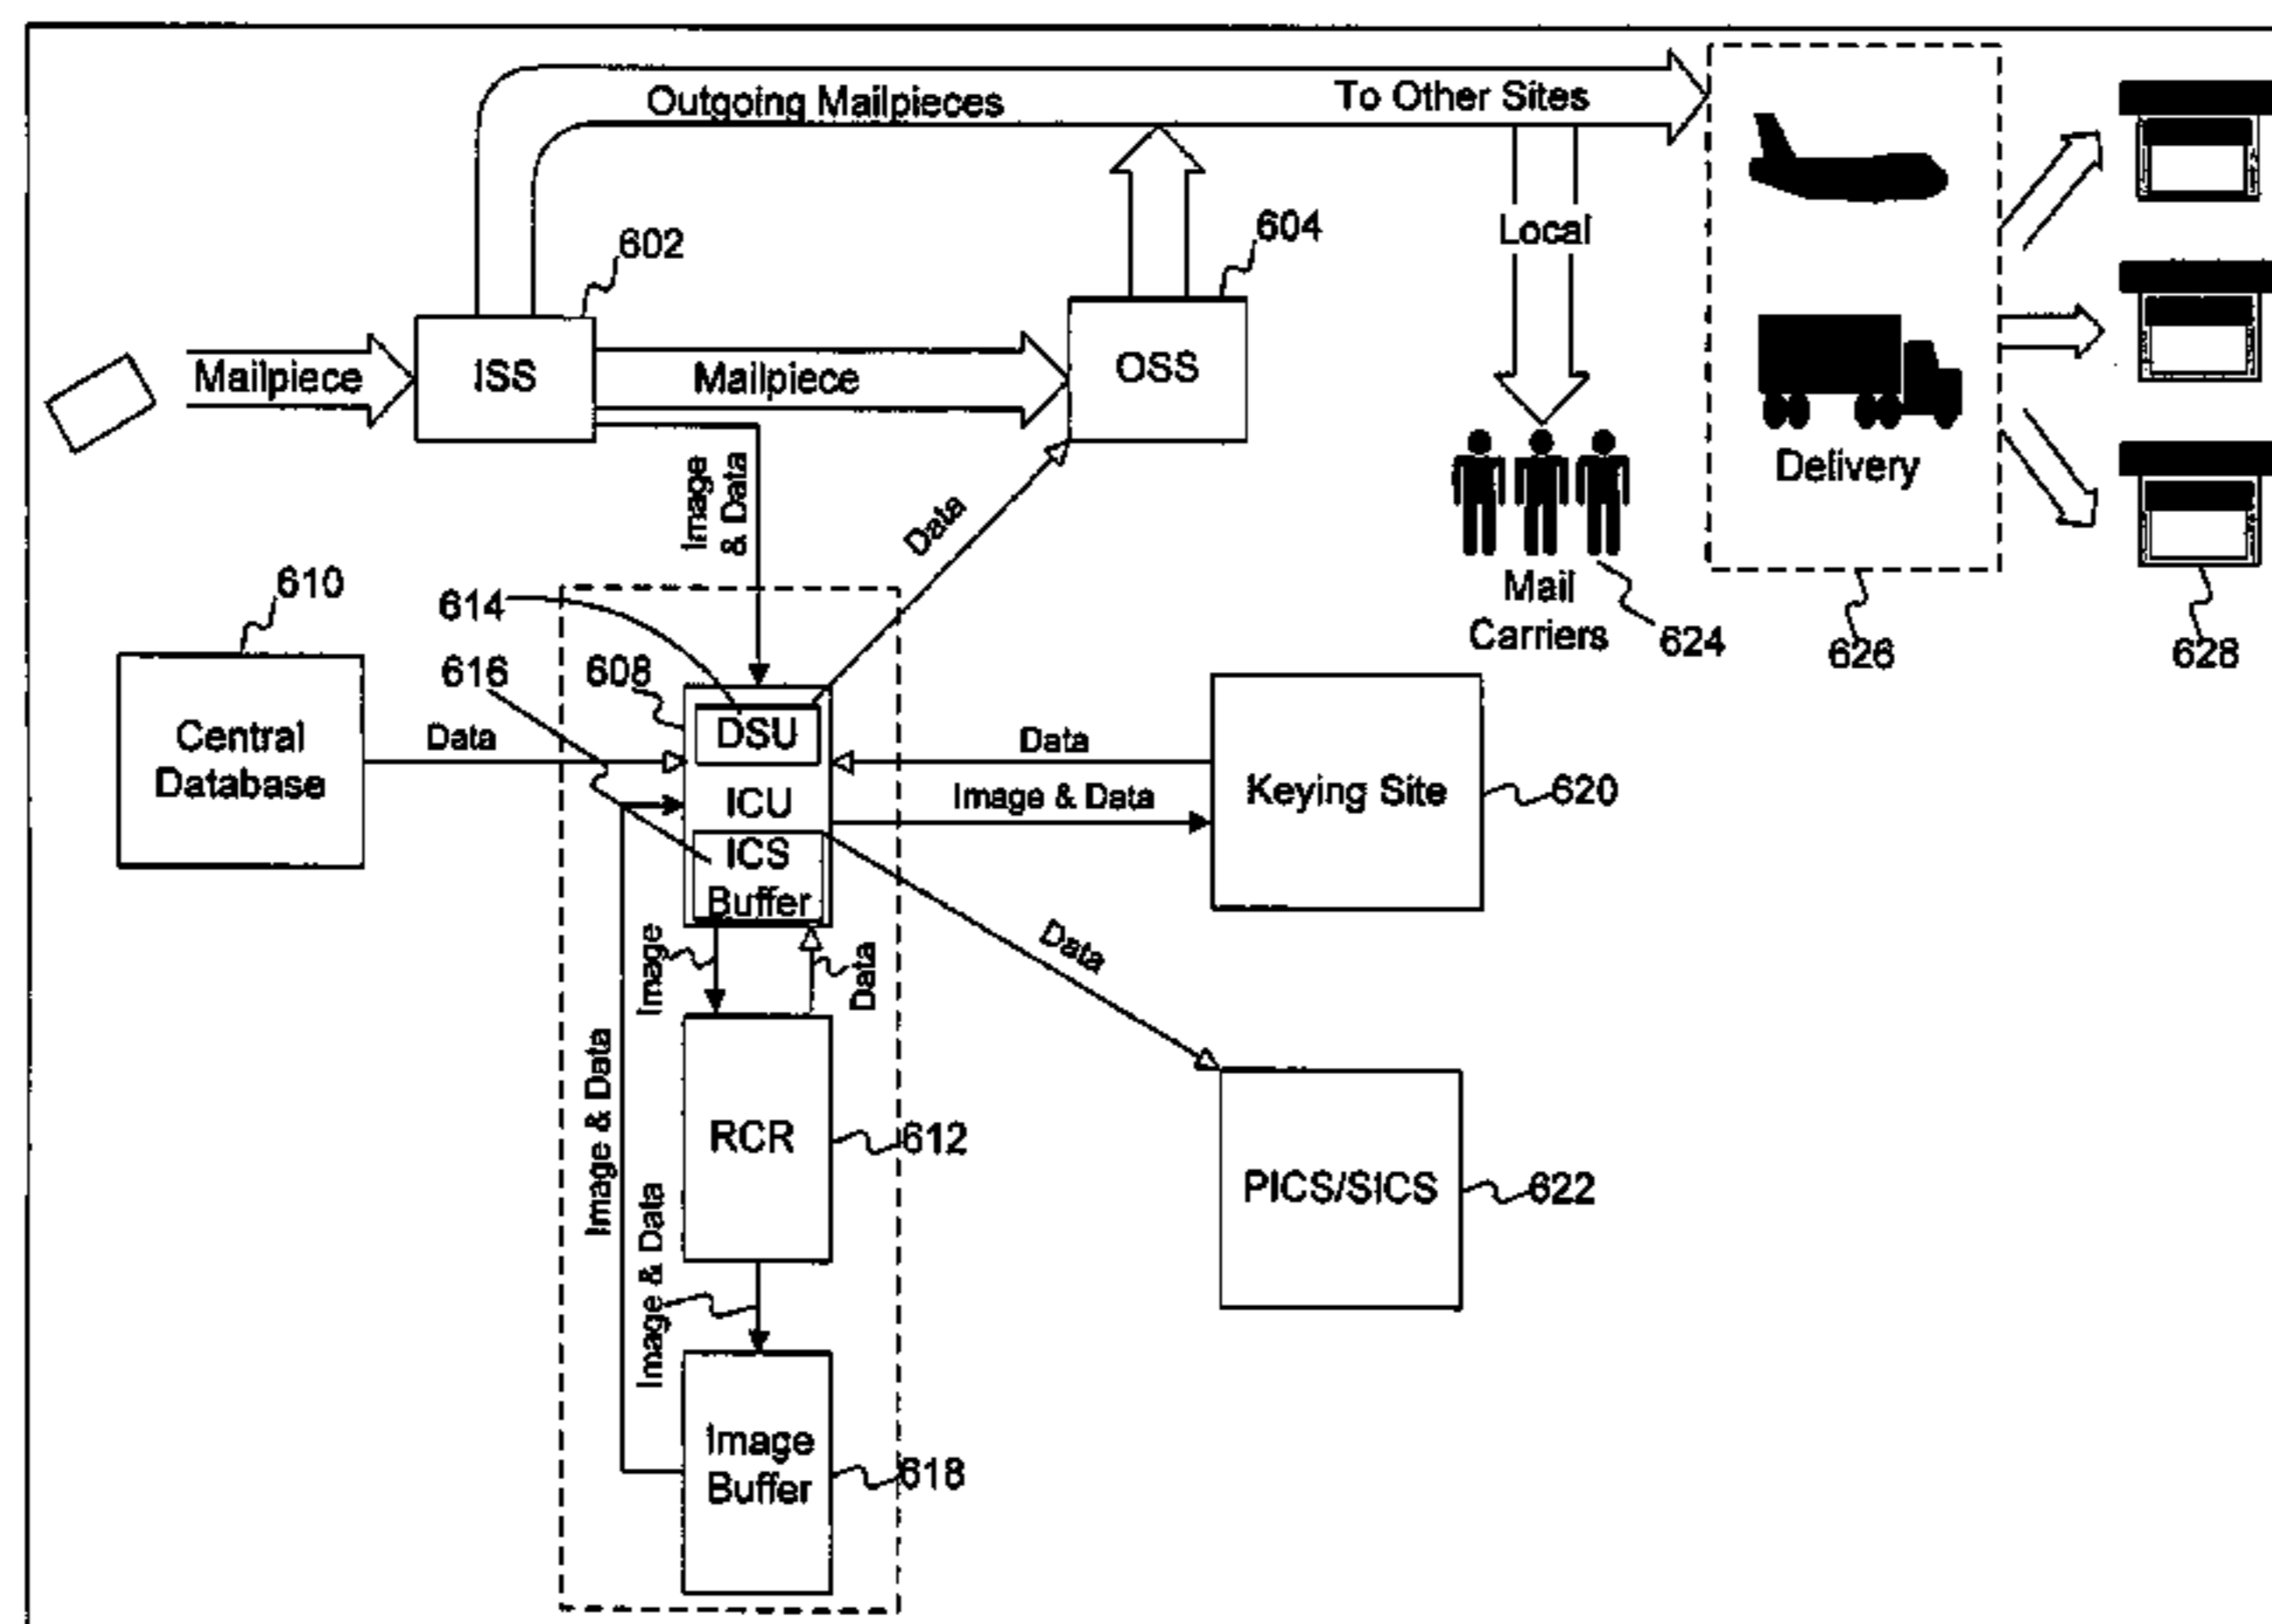 Outgoing Mailpieces
To Other Sites
602
604
Local
Mailpiece
ISS
Mailpiece
OSS
Delivery
Image
& Data
Data
610
614
Mail
Carriers
624
626
628
616
608
Central
Database
Data
DSU
ICU
ICS
Buffer
Data
Image & Data
Keying Site
620
Image
Data
Data
Image & Data
RCR
612
PICS/SICS
622
Image & Data
Image
Buffer
618